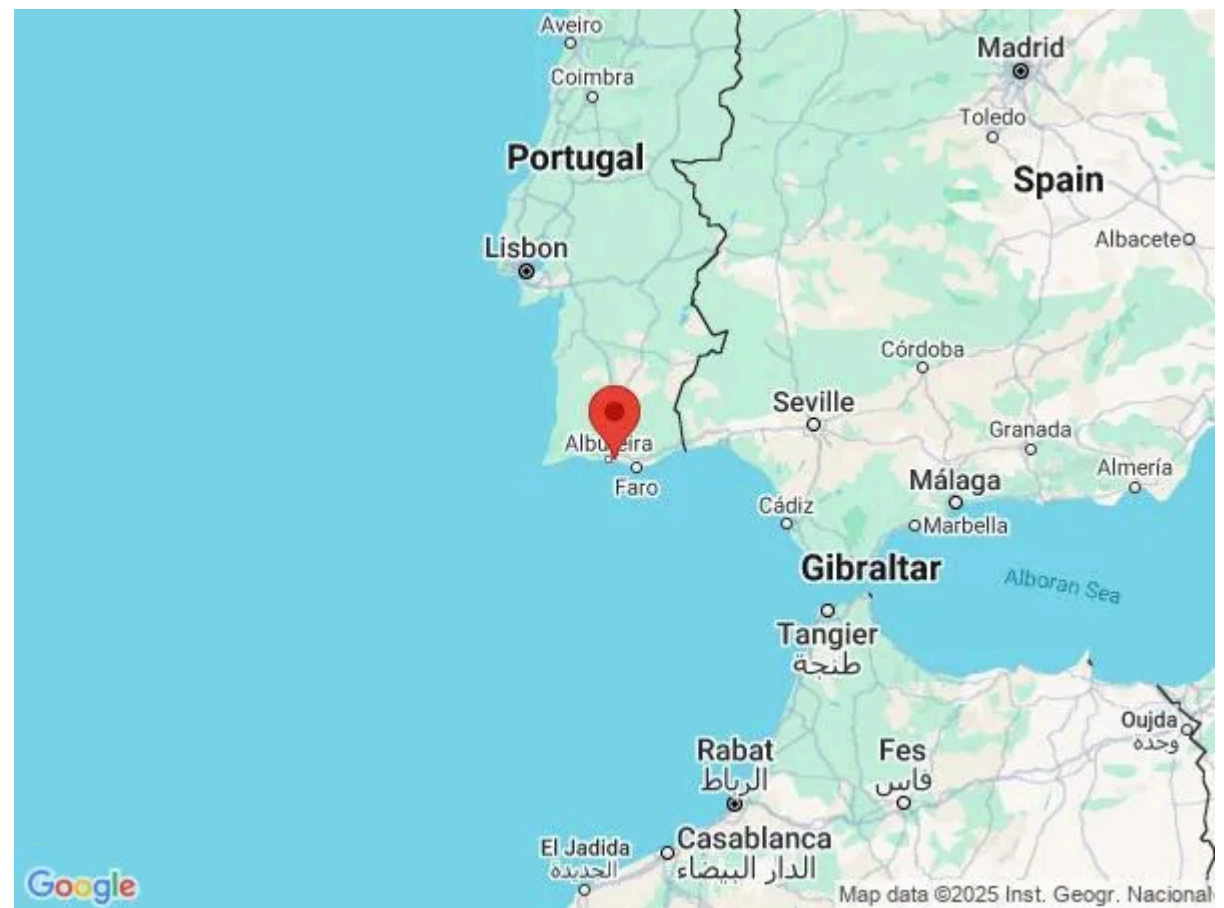 Aveiro
Madrid
Coimbra
Toledo
Portugal
Spain
Albacete
Lisbon
Córdoba
Seville
Granada
Albufeira
Almería
Málaga
Faro
Cádiz
Marbella
Gibraltar
Alboran Sea
Tangier
طنجة
Oujda
وجدة
Rabat
الرباط
Fes
فاس
Casablanca
الدار البيضاء
El Jadida
الجديدة
Google
Map data ©2025 Inst. Geogr. Nacional